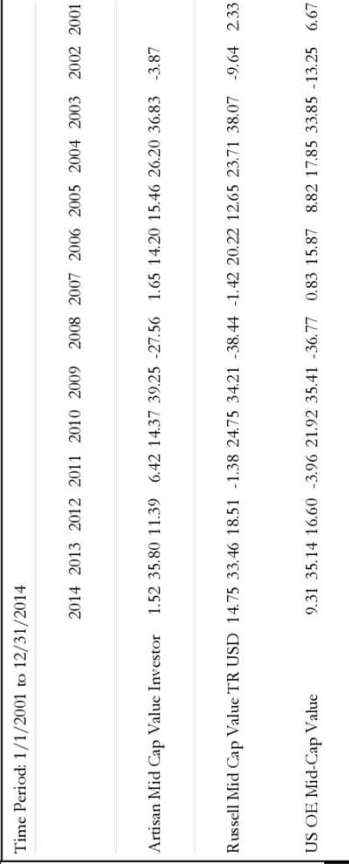 Time Period: 1/1/2001 to 12/31/2014
2014 2013 2012 2011 2010 2009 2008 2007 2006 2005 2004 2003 2002 2001
Artisan Mid Cap Value Investor 1.52 35.80 11.39 6.42 14.37 39.25 -27.56 1.65 14.20 15.46 26.20 36.83 -3.87
Russell Mid Cap Value TR USD 14.75 33.46 18.51 -1.38 24.75 34.21 -38.44 -1.42 20.22 12.65 23.71 38.07 -9.64 2.33
US OE Mid-Cap Value 9.31 35.14 16.60 -3.96 21.92 35.41 -36.77 0.83 15.87 8.82 17.85 33.85 -13.25 6.67